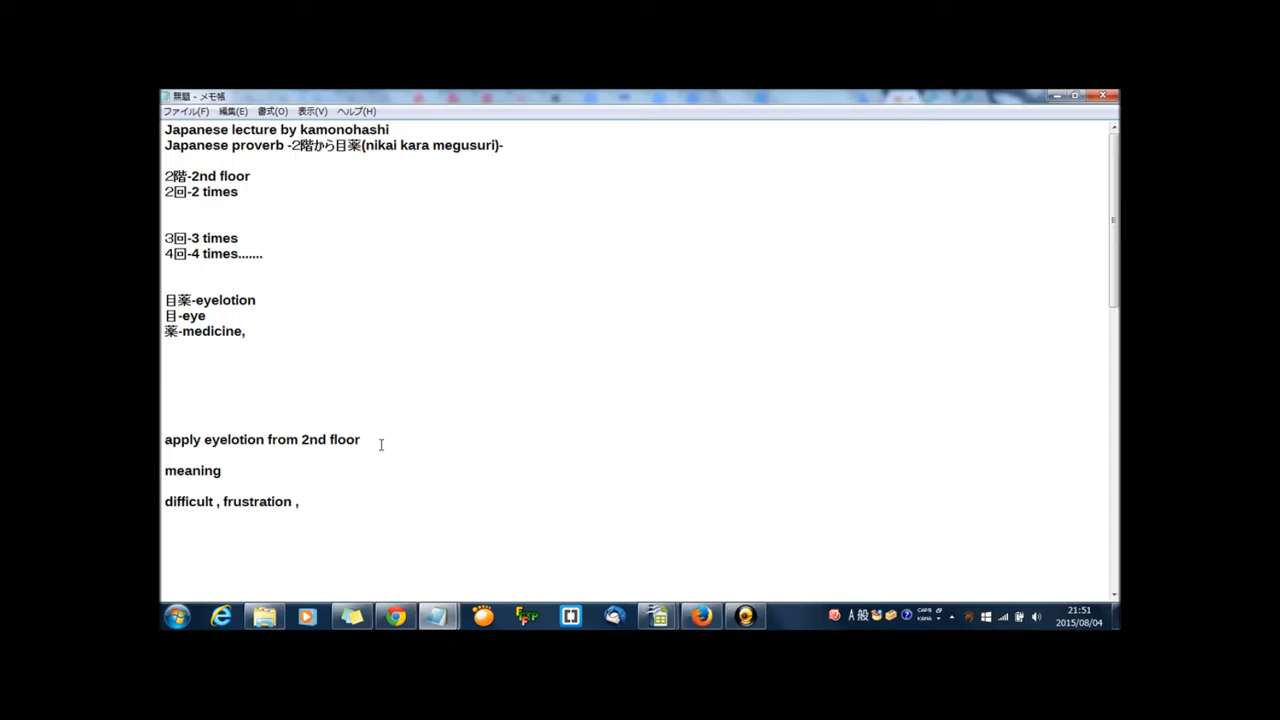 無題 - メモ帳
ファイル(F) 編集(E) 書式(O) 表示(V) ヘルプ(H)
Japanese lecture by kamonohashi
Japanese proverb -2階から目薬(nikai kara megusuri)-
2階-2nd floor
2回-2 times
3回-3 times
4回-4 times.......
目薬-eyelotion
目-eye
薬-medicine,
apply eyelotion from 2nd floor
meaning
difficult , frustration ,
A 般 CAPS KANA 21:51
2015/08/04